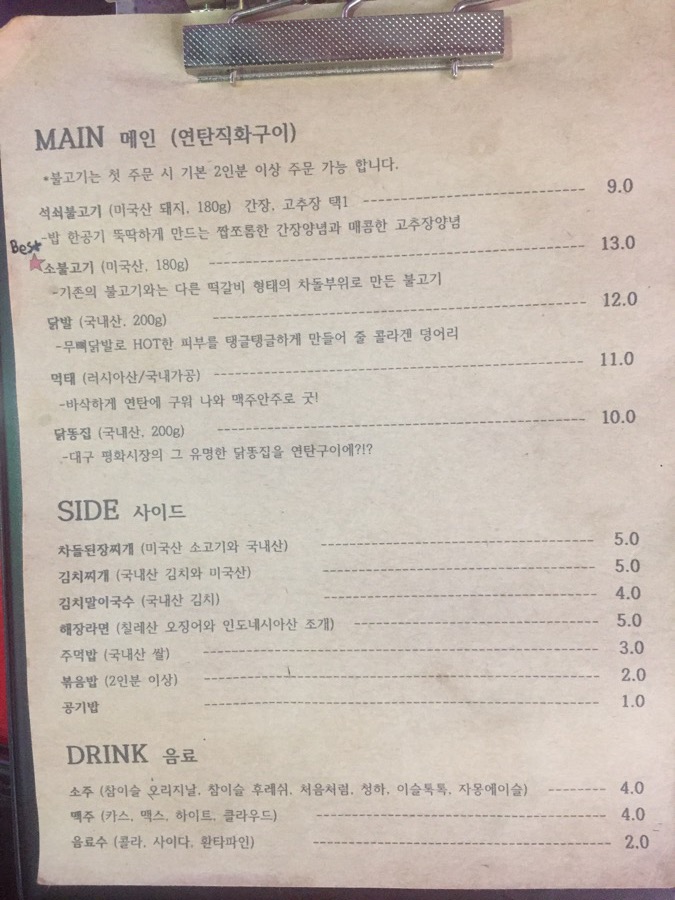 MAIN 메인 (연탄직화구이)
*불고기는 첫 주문 시 기본 2인분 이상 주문 가능 합니다.
석쇠불고기 (미국산 돼지, 180g) 간장, 고추장 택1 9.0
-밥 한공기 뚝딱하게 만드는 짭쪼롬한 간장양념과 매콤한 고추장양념
Best
★소불고기 (미국산, 180g) 13.0
-기존의 불고기와는 다른 떡갈비 형태의 차돌부위로 만든 불고기
닭발 (국내산, 200g) 12.0
-무뼈닭발로 HOT한 피부를 탱글탱글하게 만들어 줄 콜라겐 덩어리
먹태 (러시아산/국내가공) 11.0
-바삭하게 연탄에 구워 나와 맥주안주로 굿!
닭똥집 (국내산, 200g) 10.0
-대구 평화시장의 그 유명한 닭똥집을 연탄구이에?!?
SIDE 사이드
차돌된장찌개 (미국산 소고기와 국내산) 5.0
김치찌개 (국내산 김치와 미국산) 5.0
김치말이국수 (국내산 김치) 4.0
해장라면 (칠레산 오징어와 인도네시아산 조개) 5.0
주먹밥 (국내산 쌀) 3.0
볶음밥 (2인분 이상) 2.0
공기밥 1.0
DRINK 음료
소주 (참이슬 오리지날, 참이슬 후레쉬, 처음처럼, 청하, 이슬톡톡, 자몽에이슬) 4.0
맥주 (카스, 맥스, 하이트, 클라우드) 4.0
음료수 (콜라, 사이다, 환타파인) 2.0